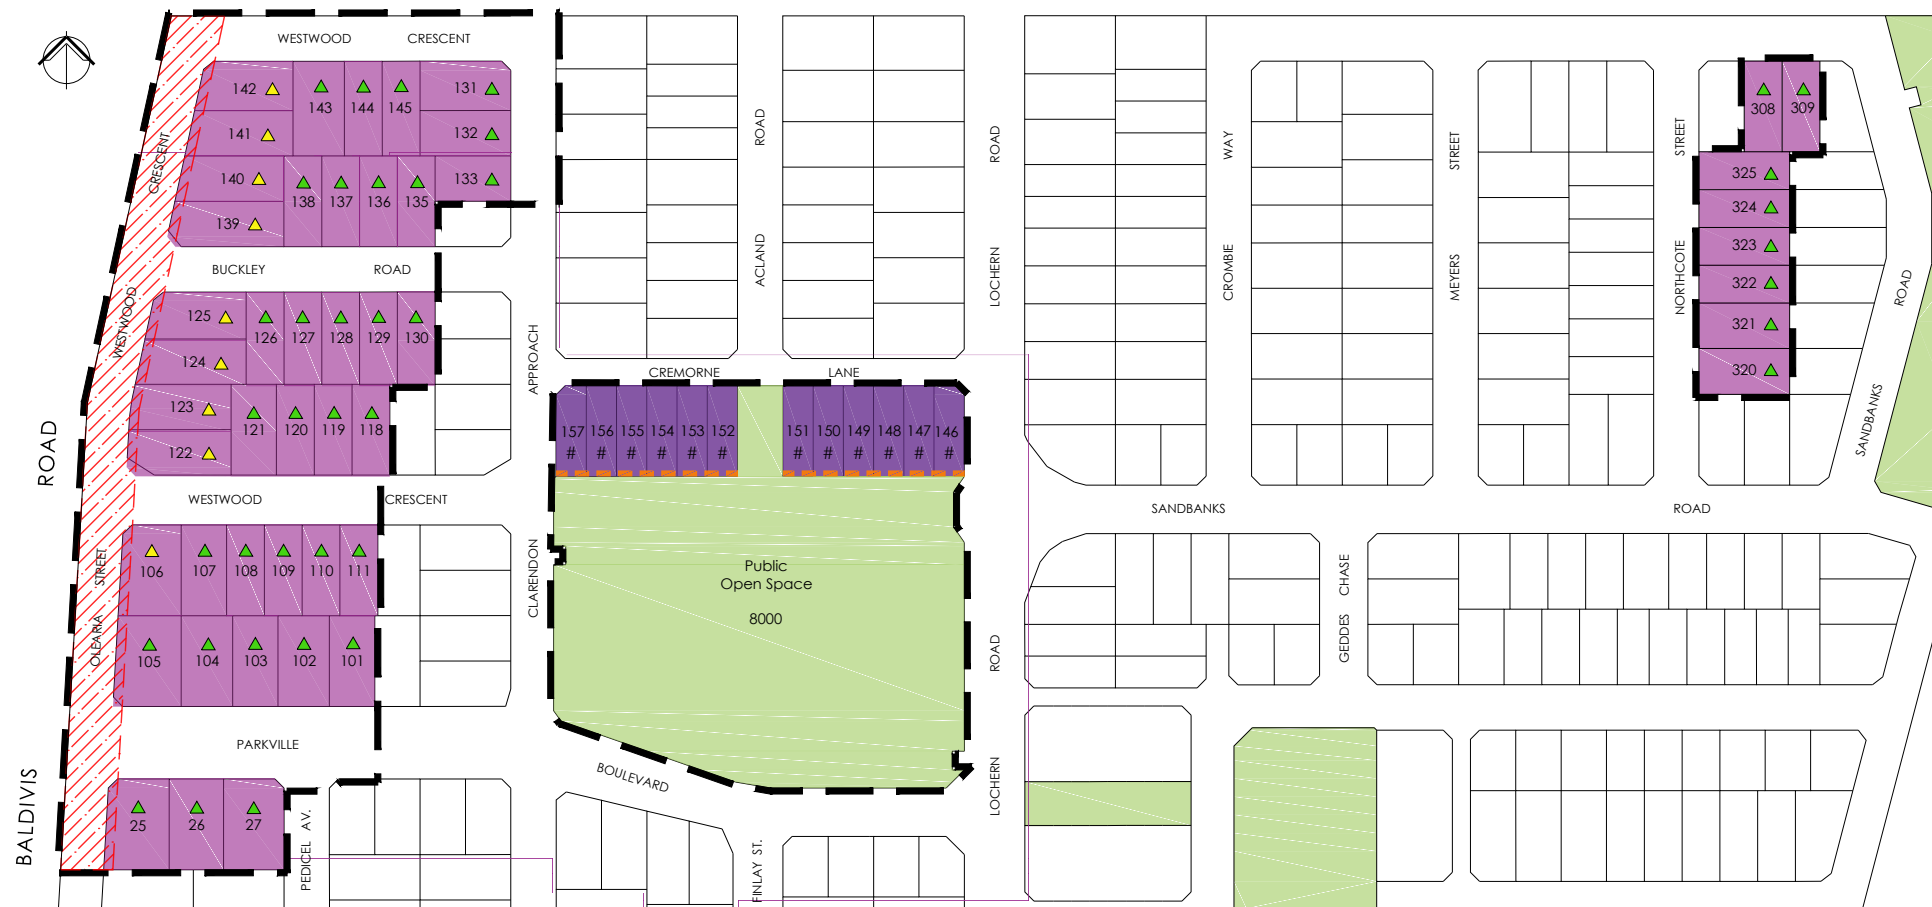 WESTWOOD CRESCENT
142
143
144
145
131
141
132
140
138
137
136
135
133
139
CRESCENT
WESTWOOD
BUCKLEY ROAD
125
126
127
128
129
130
124
123
121
120
119
118
122
WESTWOOD CRESCENT
ROAD
BALDIVIS
106
107
108
109
110
111
OLEARIA STREET
105
104
103
102
101
PARKVILLE
BOULEVARD
25
26
27
PEDICEL AV.
CLARENDON APPROACH
ACLAND ROAD
LOCHERN ROAD
CREMORNE LANE
157
156
155
154
153
152
151
150
149
148
147
146
#
#
#
#
#
#
#
#
#
#
#
#
Public
Open Space
8000
FINLAY ST.
LOCHERN ROAD
CROMBIE WAY
MEYERS STREET
NORTHCOTE STREET
308
309
325
324
323
322
321
320
SANDBANKS ROAD
SANDBANKS ROAD
GEDDES CHASE